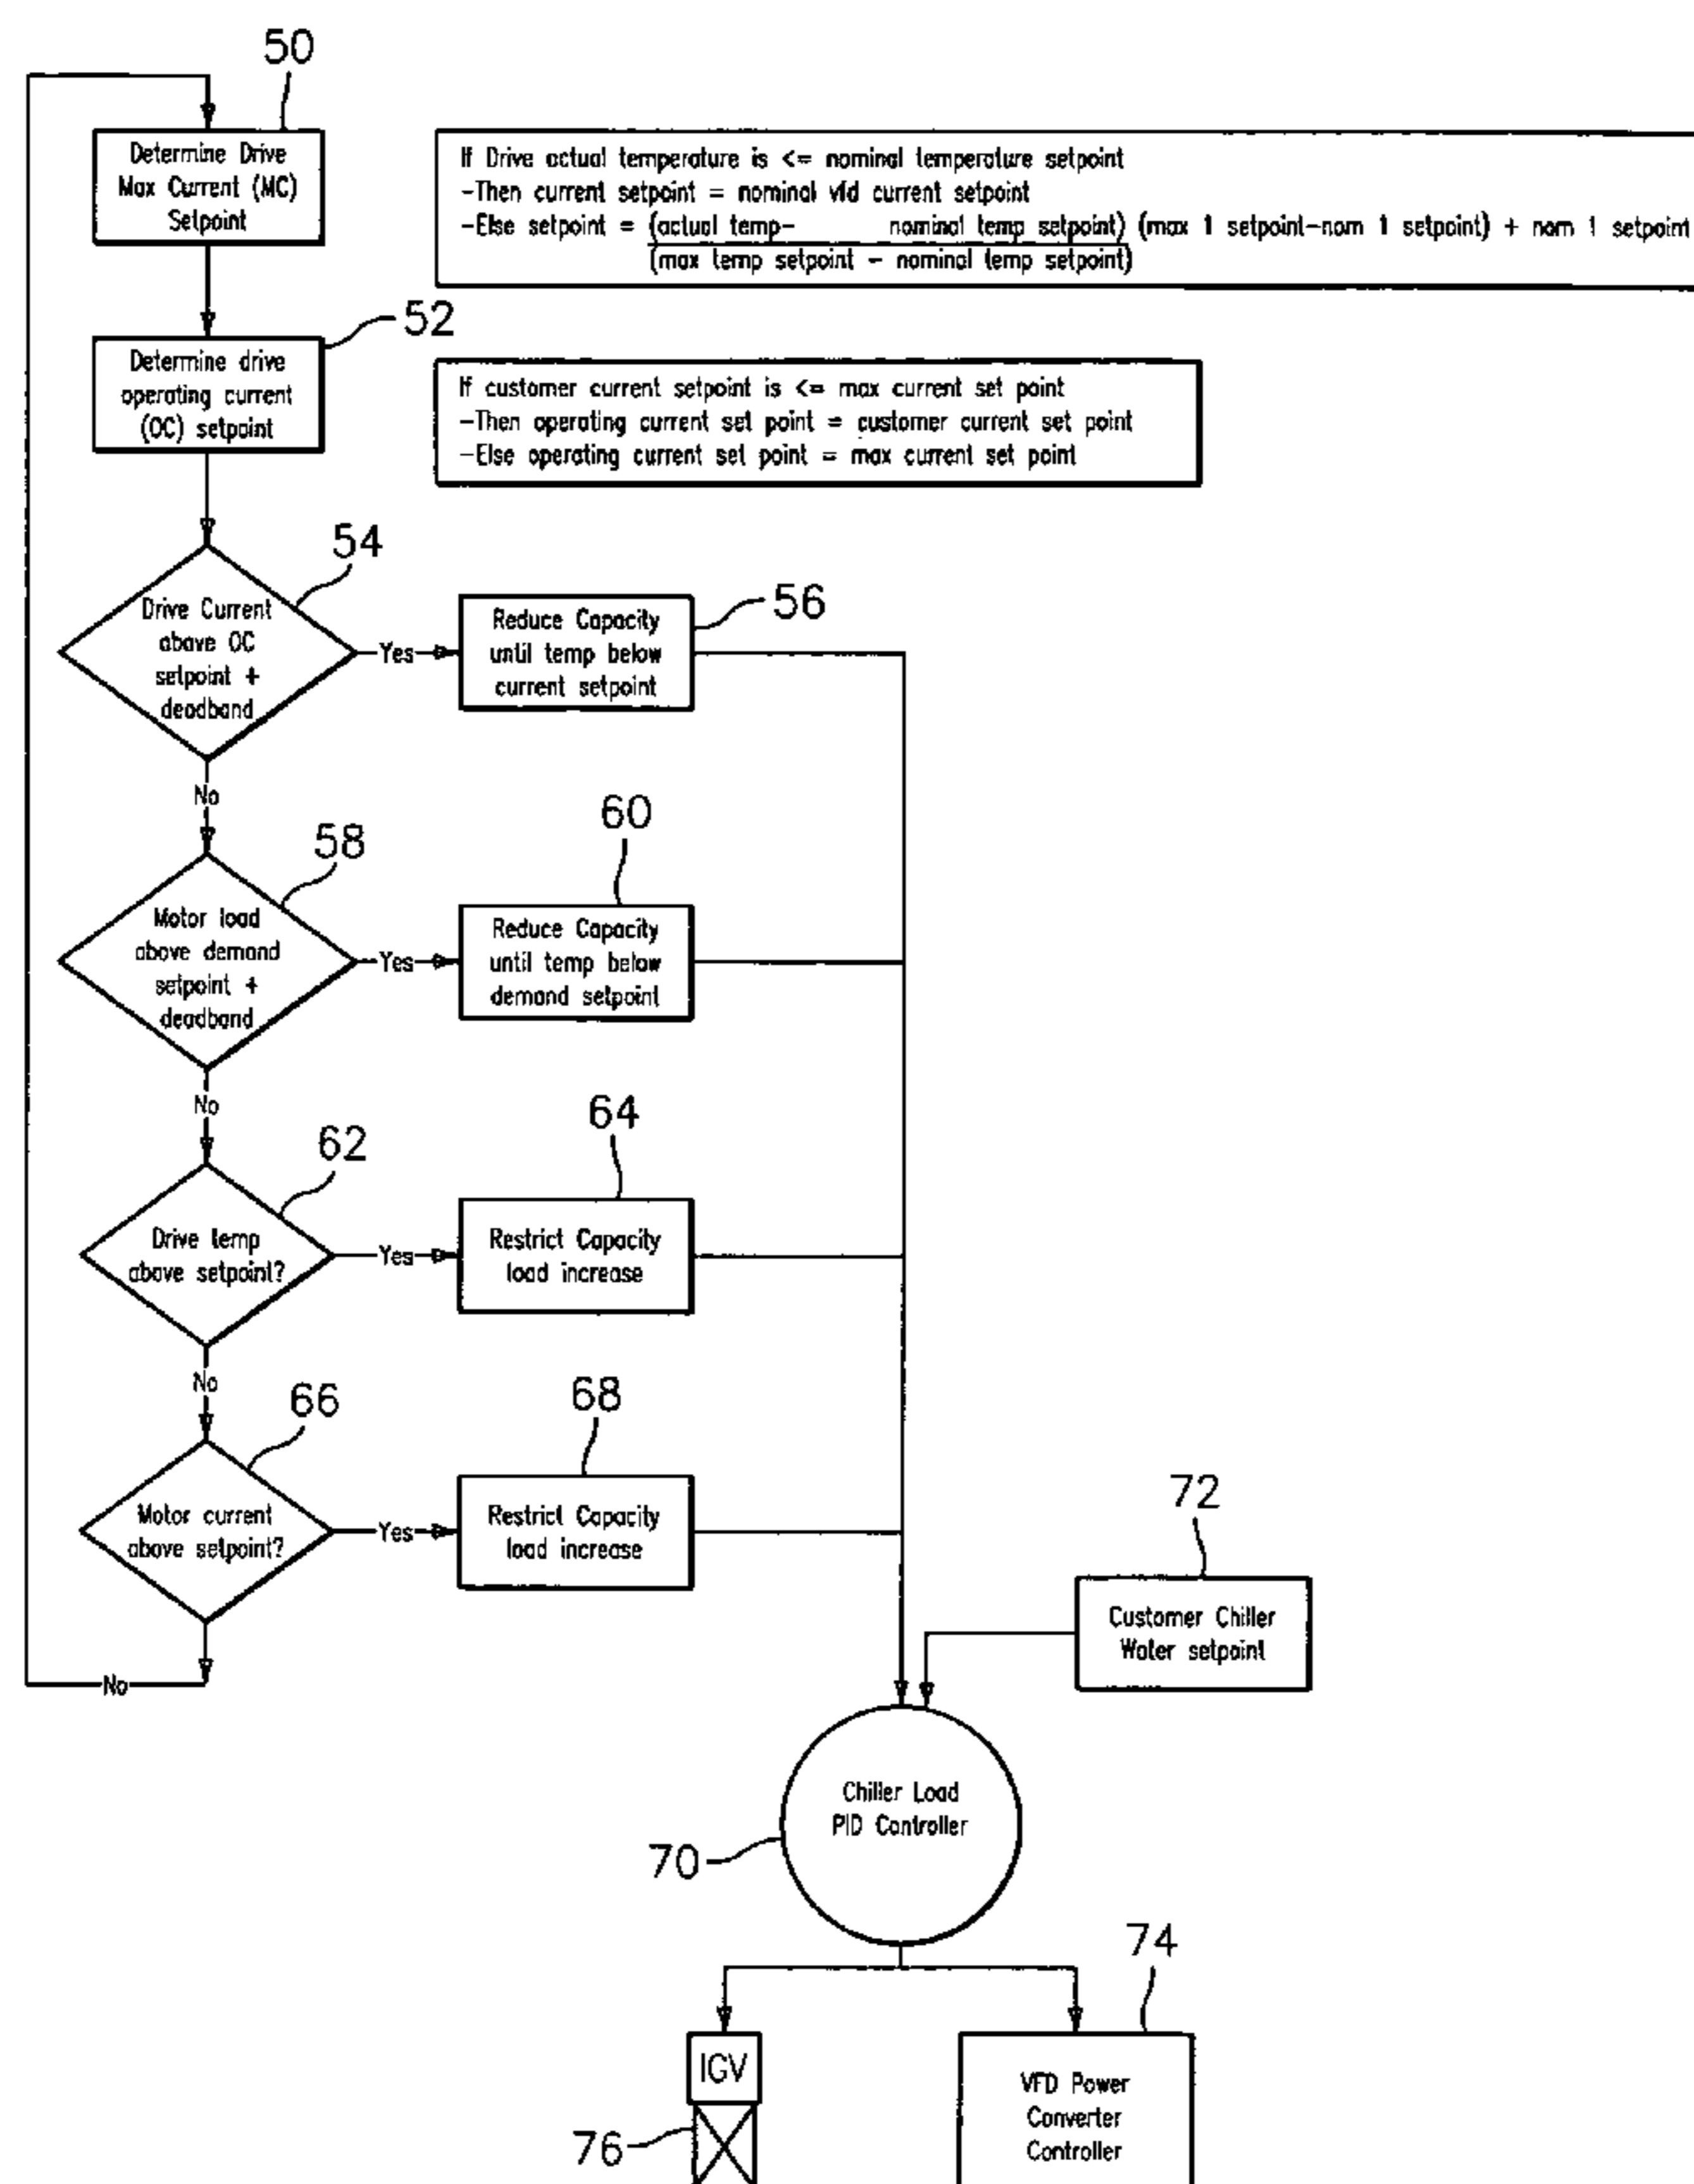 50
Determine Drive
Max Current (MC)
Setpoint
If Drive actual temperature is <= nominal temperature setpoint
-Then current setpoint = nominal vfd current setpoint
-Else setpoint = (actual temp- nominal temp setpoint) (max 1 setpoint-nom 1 setpoint) + nom 1 setpoint
(max temp setpoint - nominal temp setpoint)
52
Determine drive
operating current
(OC) setpoint
If customer current setpoint is <= max current set point
-Then operating current set point = customer current set point
-Else operating current set point = max current set point
54
Drive Current
above OC
setpoint +
deadband
Yes
56
Reduce Capacity
until temp below
current setpoint
No
58
Motor load
above demand
setpoint +
deadband
Yes
60
Reduce Capacity
until temp below
demand setpoint
No
62
Drive temp
above setpoint?
Yes
64
Restrict Capacity
load increase
No
66
Motor current
above setpoint?
Yes
68
Restrict Capacity
load increase
No
72
Customer Chiller
Water setpoint
Chiller Load
PID Controller
70
74
IGV
76
VFD Power
Converter
Controller